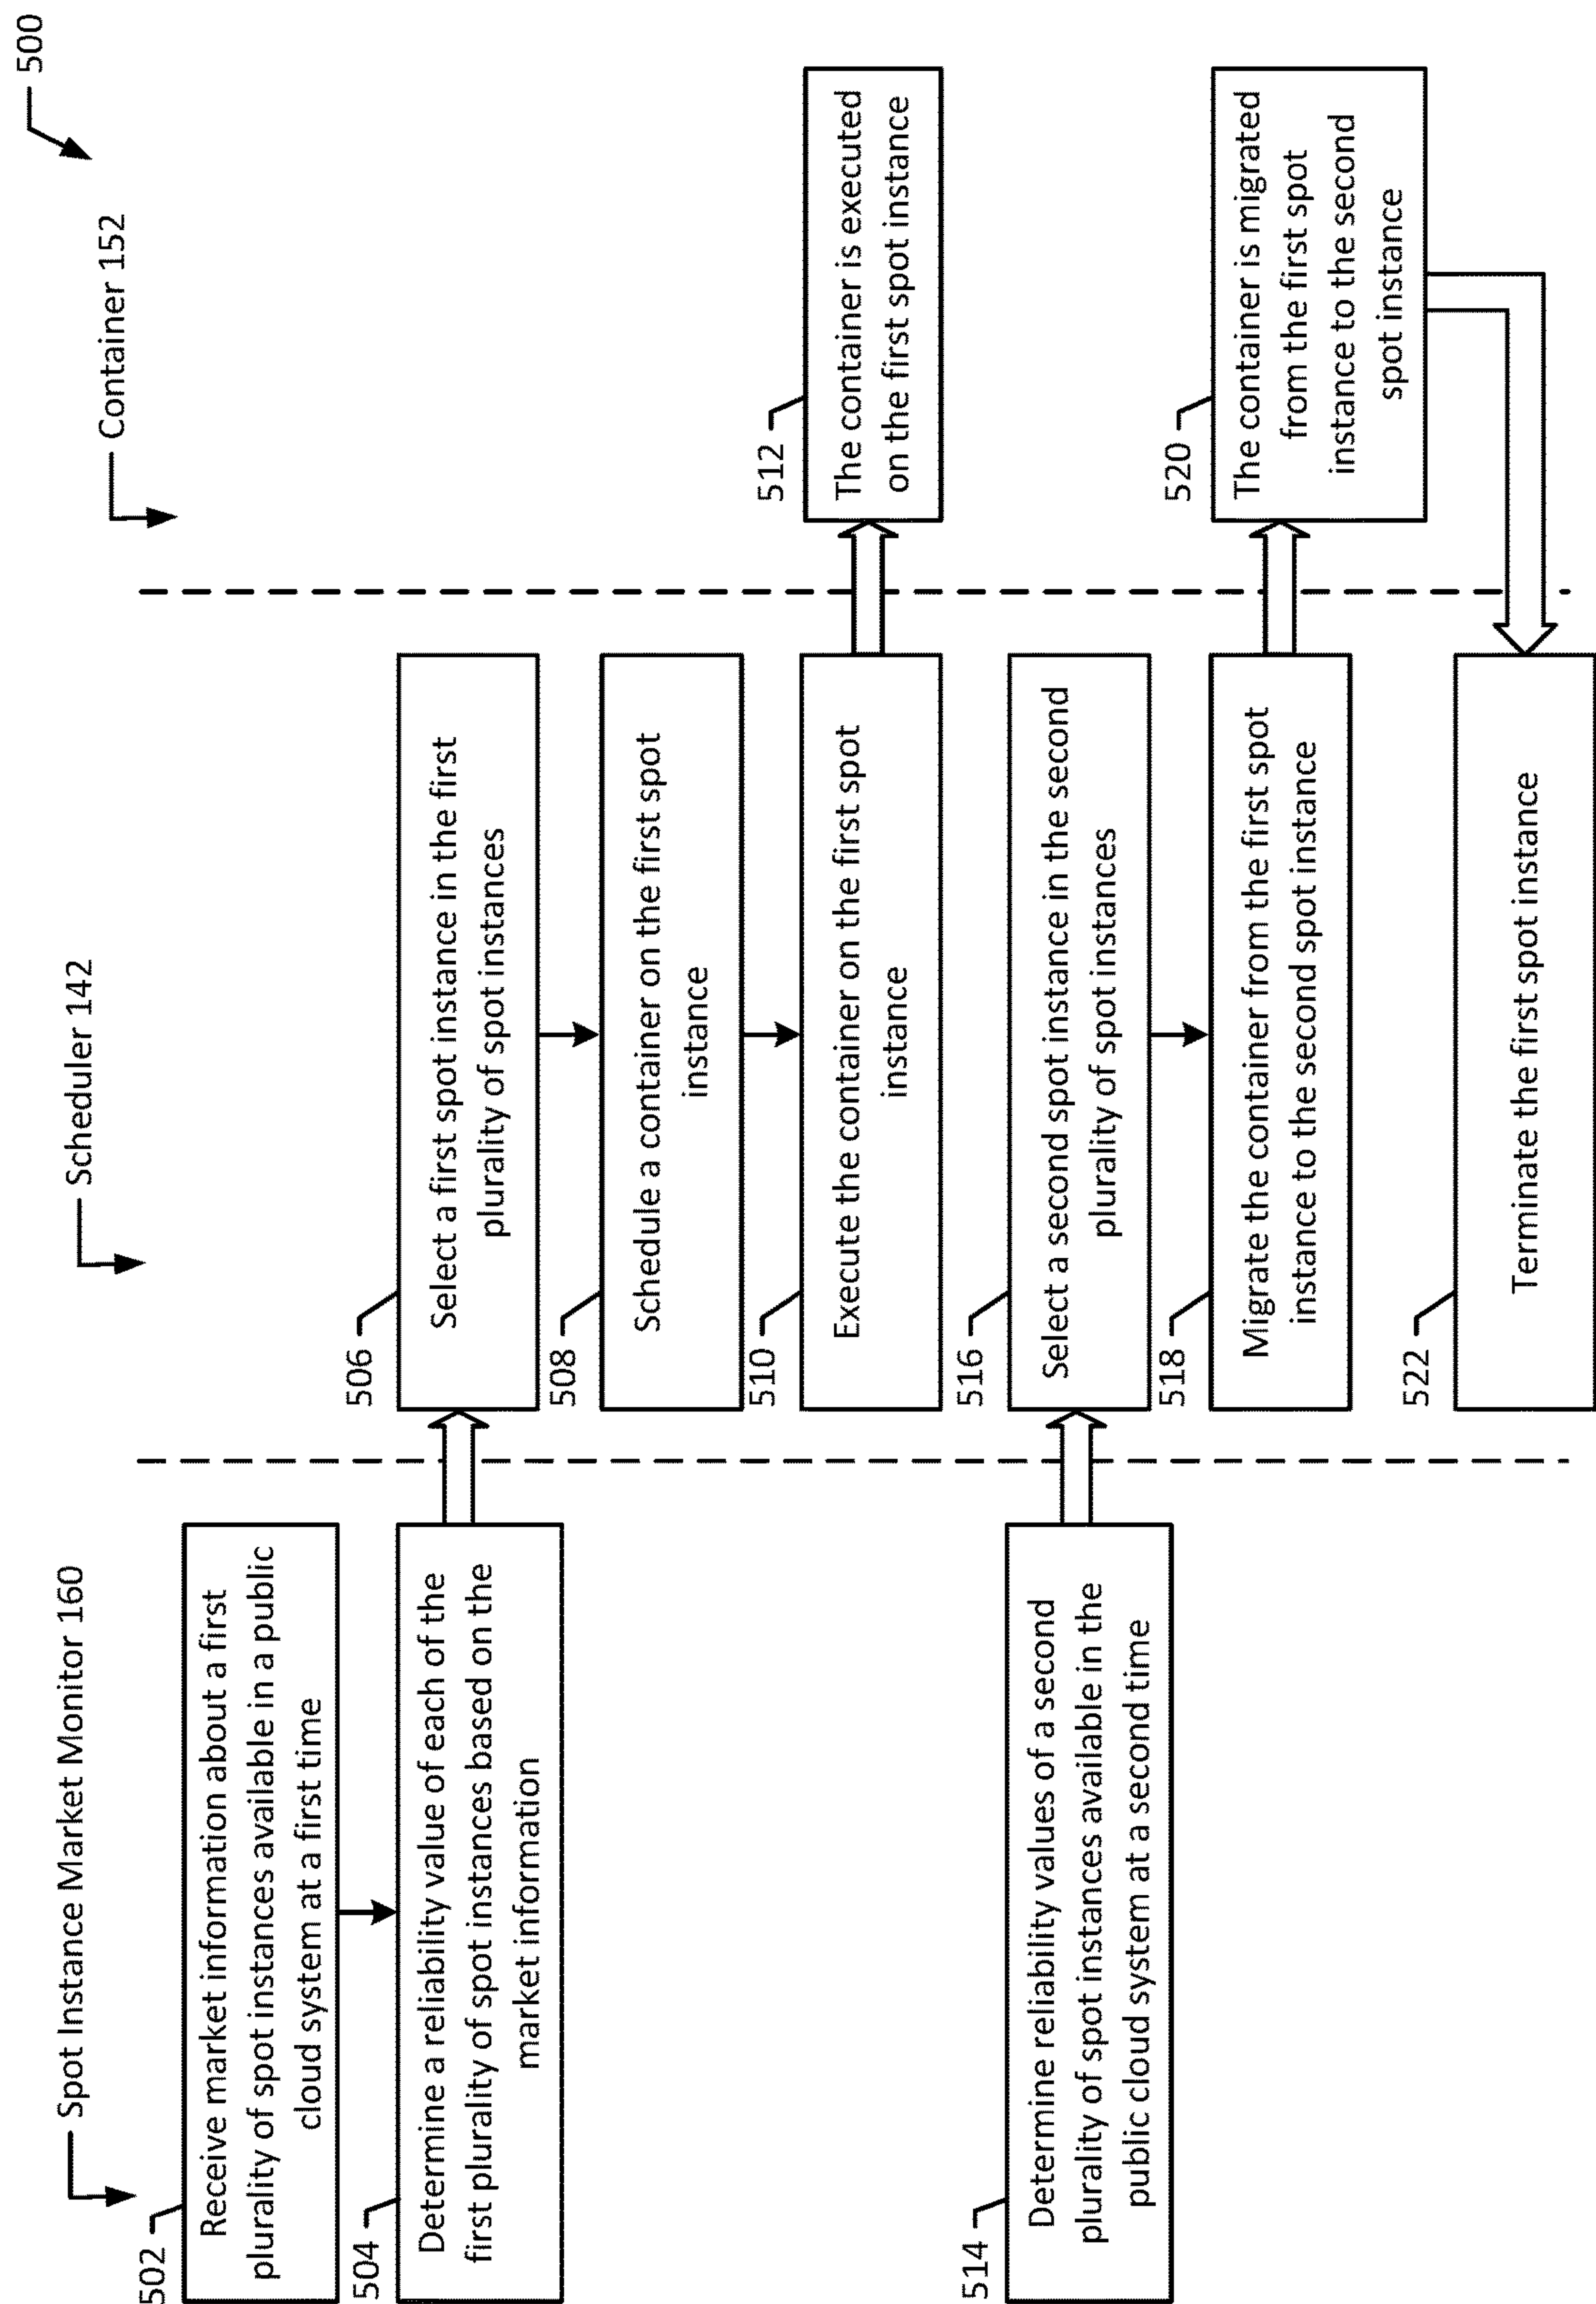 500
Spot Instance Market Monitor 160
Scheduler 142
Container 152
502
Receive market information about a first
plurality of spot instances available in a public
cloud system at a first time
504
Determine a reliability value of each of the
first plurality of spot instances based on the
market information
506
Select a first spot instance in the first
plurality of spot instances
508
Schedule a container on the first spot
instance
510
Execute the container on the first spot
instance
512
The container is executed
on the first spot instance
514
Determine reliability values of a second
plurality of spot instances available in the
public cloud system at a second time
516
Select a second spot instance in the second
plurality of spot instances
518
Migrate the container from the first spot
instance to the second spot instance
520
The container is migrated
from the first spot
instance to the second
spot instance
522
Terminate the first spot instance